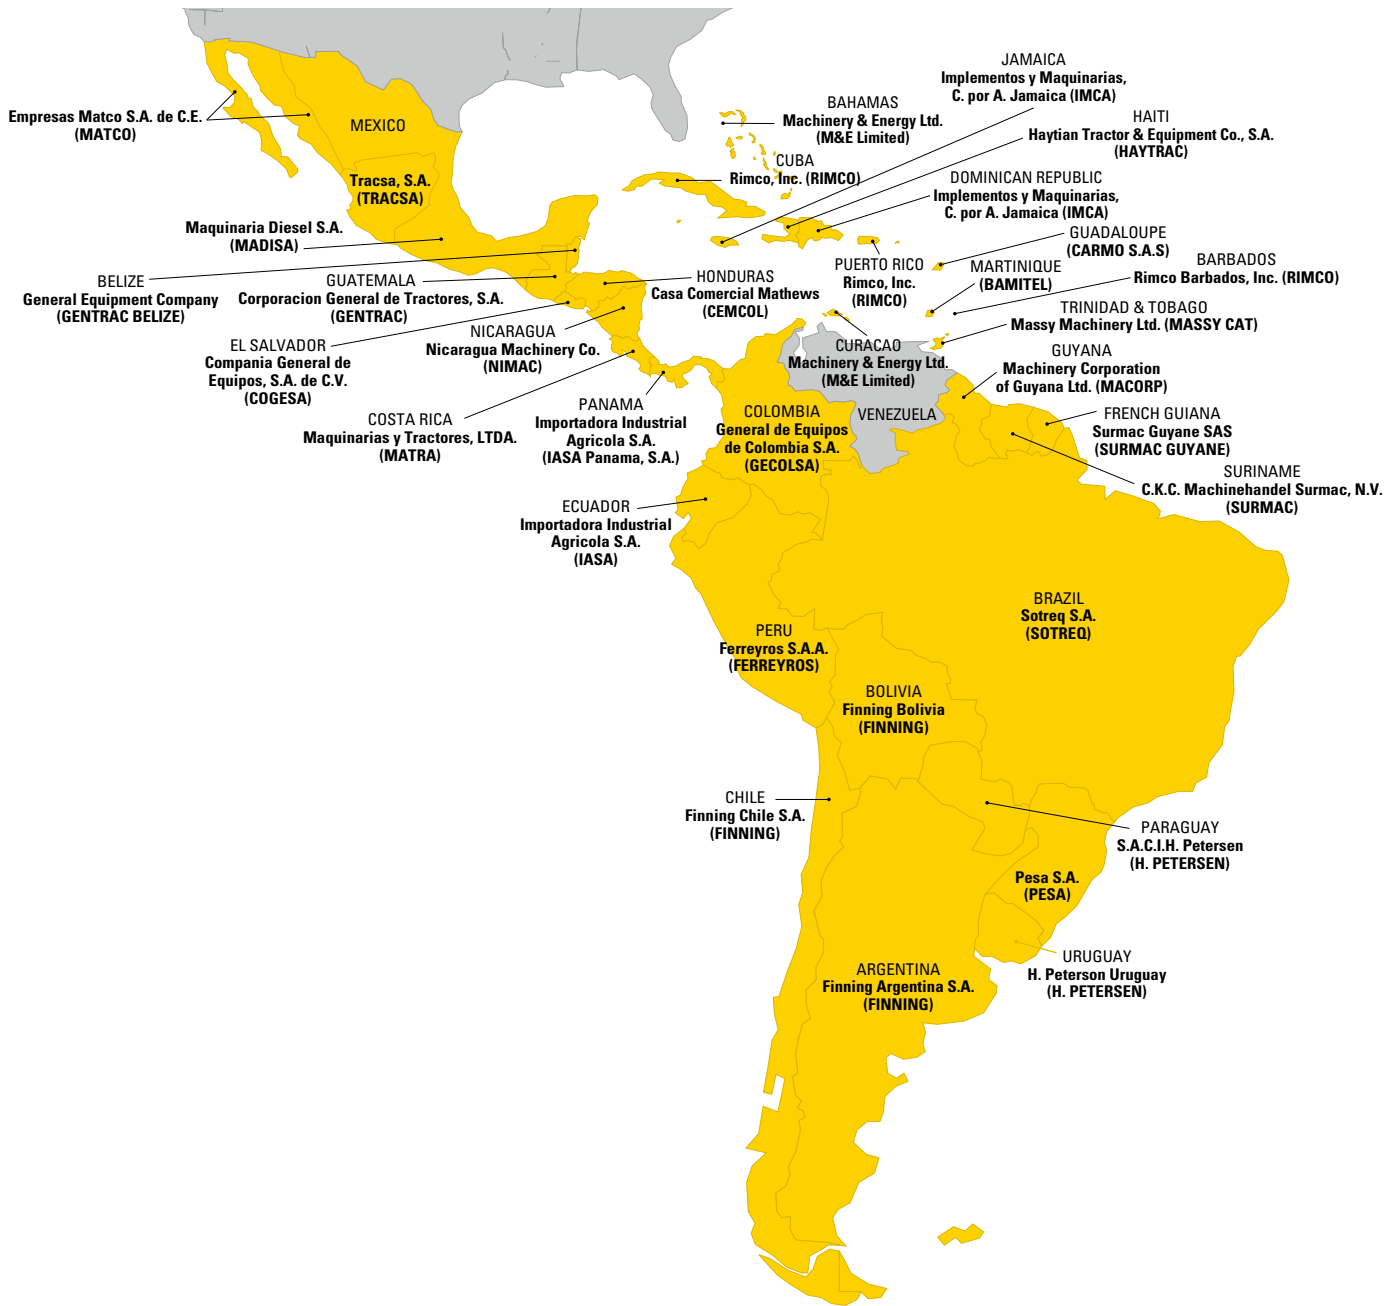 JAMAICA
Implementos y Maquinarias,
C. por A. Jamaica (IMCA)
BAHAMAS
Machinery & Energy Ltd.
(M&E Limited)
HAITI
Haytian Tractor & Equipment Co., S.A.
(HAYTRAC)
Empresas Matco S.A. de C.E.
(MATCO)
MEXICO
CUBA
Rimco, Inc. (RIMCO)
DOMINICAN REPUBLIC
Implementos y Maquinarias,
C. por A. Jamaica (IMCA)
Tracsa, S.A.
(TRACSA)
Maquinaria Diesel S.A.
(MADISA)
GUADALOUPE
(CARMO S.A.S)
PUERTO RICO
Rimco, Inc.
(RIMCO)
MARTINIQUE
(BAMITEL)
BARBADOS
Rimco Barbados, Inc. (RIMCO)
BELIZE
General Equipment Company
(GENTRAC BELIZE)
GUATEMALA
Corporacion General de Tractores, S.A.
(GENTRAC)
HONDURAS
Casa Comercial Mathews
(CEMCOL)
TRINIDAD & TOBAGO
Massy Machinery Ltd. (MASSY CAT)
NICARAGUA
Nicaragua Machinery Co.
(NIMAC)
EL SALVADOR
Compania General de
Equipos, S.A. de C.V.
(COGESA)
CURACAO
Machinery & Energy Ltd.
(M&E Limited)
GUYANA
Machinery Corporation
of Guyana Ltd. (MACORP)
COSTA RICA
Maquinarias y Tractores, LTDA.
(MATRA)
PANAMA
Importadora Industrial
Agricola S.A.
(IASA Panama, S.A.)
COLOMBIA
General de Equipos
de Colombia S.A.
(GECOLSA)
VENEZUELA
FRENCH GUIANA
Surmac Guyane SAS
(SURMAC GUYANE)
SURINAME
C.K.C. Machinehandel Surmac, N.V.
(SURMAC)
ECUADOR
Importadora Industrial
Agricola S.A.
(IASA)
BRAZIL
Sotreq S.A.
(SOTREQ)
PERU
Ferreyros S.A.A.
(FERREYROS)
BOLIVIA
Finning Bolivia
(FINNING)
CHILE
Finning Chile S.A.
(FINNING)
PARAGUAY
S.A.C.I.H. Petersen
(H. PETERSEN)
Pesa S.A.
(PESA)
URUGUAY
H. Peterson Uruguay
(H. PETERSEN)
ARGENTINA
Finning Argentina S.A.
(FINNING)